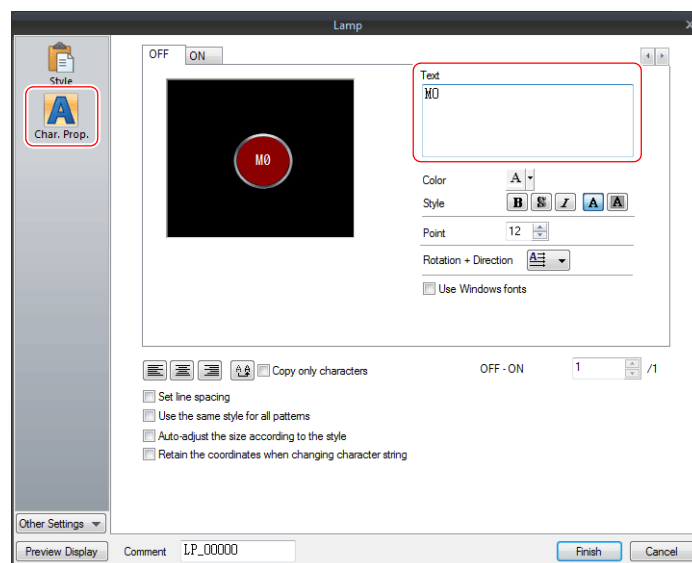 Lamp
Style
Char. Prop.
OFF ON
M0
Text
M0
Color A
Style B S I A A
Point 12
Rotation + Direction A
Use Windows fonts
Copy only characters OFF - ON 1 /1
Set line spacing
Use the same style for all patterns
Auto-adjust the size according to the style
Retain the coordinates when changing character string
Other Settings
Preview Display Comment LP_00000 Finish Cancel